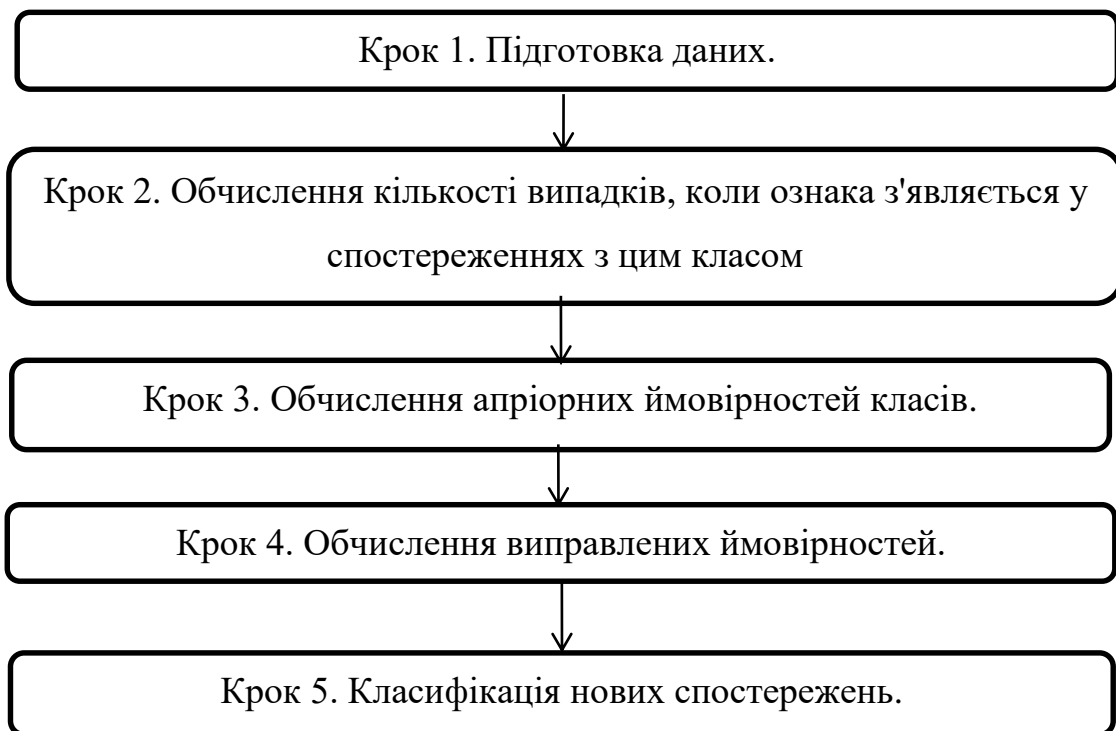 Крок 1. Підготовка даних.
Крок 2. Обчислення кількості випадків, коли ознака з'являється у
спостереженнях з цим класом
Крок 3. Обчислення апріорних ймовірностей класів.
Крок 4. Обчислення виправлених ймовірностей.
Крок 5. Класифікація нових спостережень.